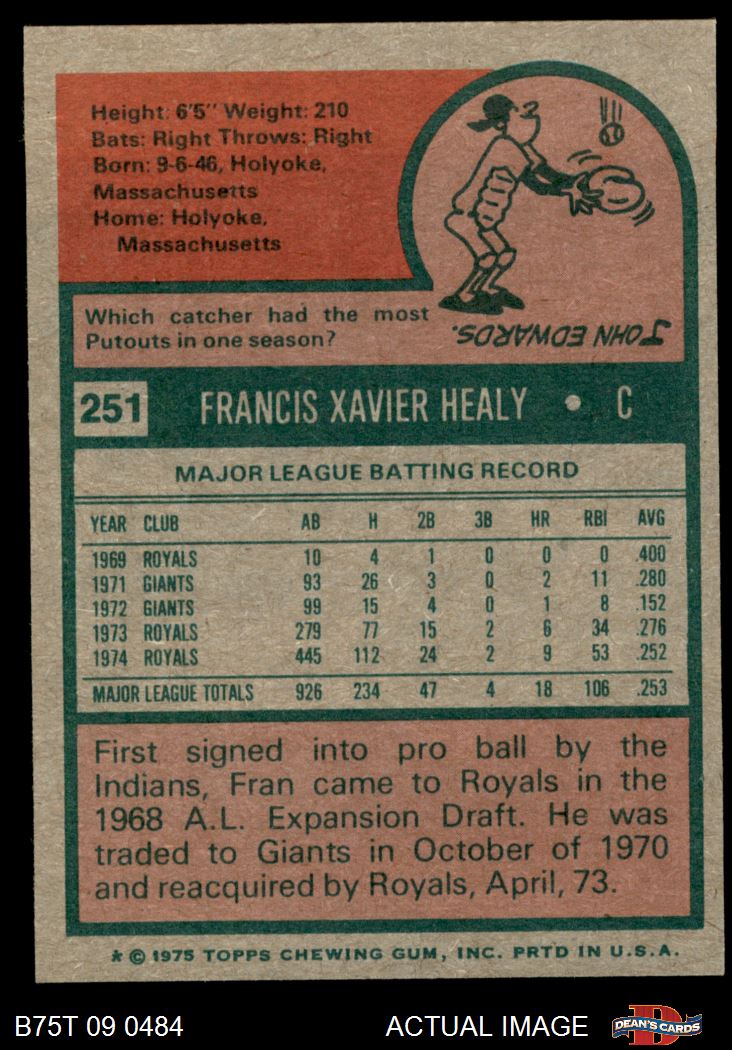 Height: 6'5" Weight: 210
Bats: Right Throws: Right
Born: 9-6-46, Holyoke,
Massachusetts
Home: Holyoke,
Massachusetts
Which catcher had the most
Putouts in one season?
JOHN EDWARDS.
251 FRANCIS XAVIER HEALY • C
MAJOR LEAGUE BATTING RECORD
YEAR CLUB AB H 2B 3B HR RBI AVG
1969 ROYALS 10 4 1 0 0 0 .400
1971 GIANTS 93 26 3 0 2 11 .280
1972 GIANTS 99 15 4 0 1 8 .152
1973 ROYALS 279 77 15 2 6 34 .276
1974 ROYALS 445 112 24 2 9 53 .252
MAJOR LEAGUE TOTALS 926 234 47 4 18 106 .253
First signed into pro ball by the
Indians, Fran came to Royals in the
1968 A.L. Expansion Draft. He was
traded to Giants in October of 1970
and reacquired by Royals, April, 73.
* © 1975 TOPPS CHEWING GUM, INC. PRTD IN U.S.A.
B75T 09 0484 ACTUAL IMAGE D DEAN'S CARDS